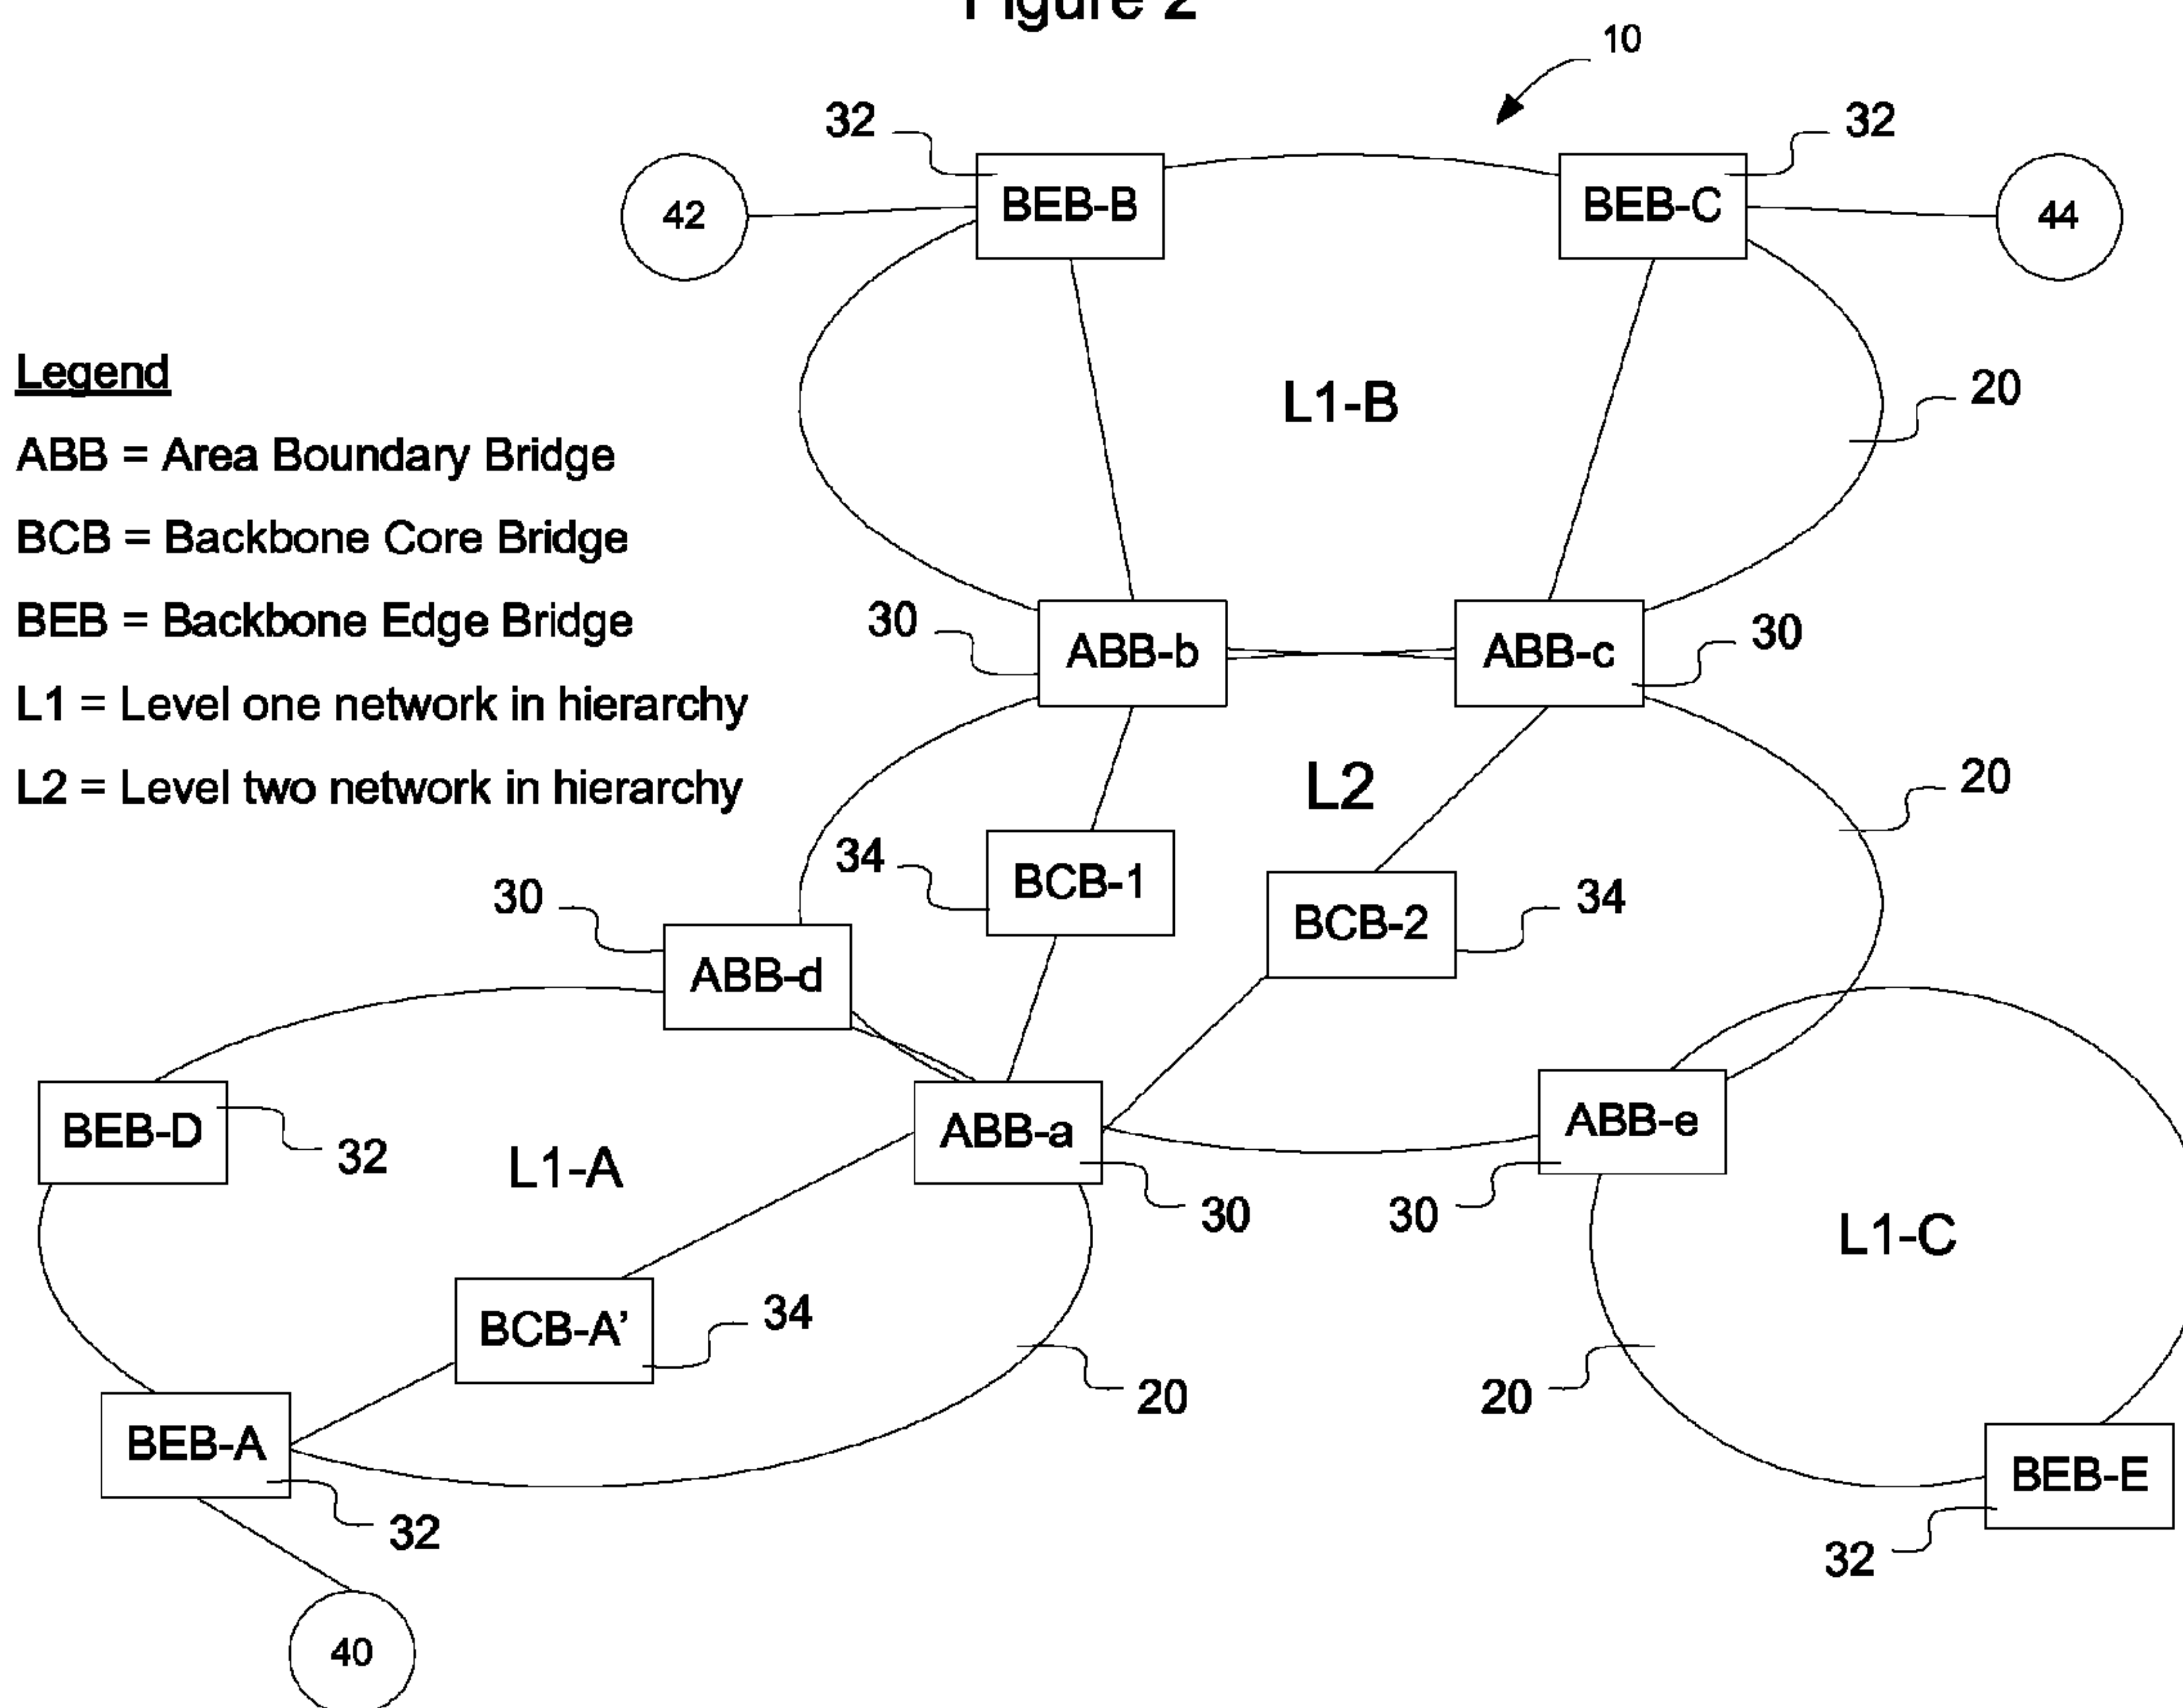 Figure 2
10
32
32
42
BEB-B
BEB-C
44
Legend
L1-B
20
ABB = Area Boundary Bridge
BCB = Backbone Core Bridge
BEB = Backbone Edge Bridge
30
ABB-b
ABB-c
30
L1 = Level one network in hierarchy
L2 = Level two network in hierarchy
L2
20
34
BCB-1
30
BCB-2
34
ABB-d
BEB-D
ABB-a
ABB-e
32
L1-A
30
30
L1-C
BCB-A’
34
20
20
BEB-A
BEB-E
32
32
40